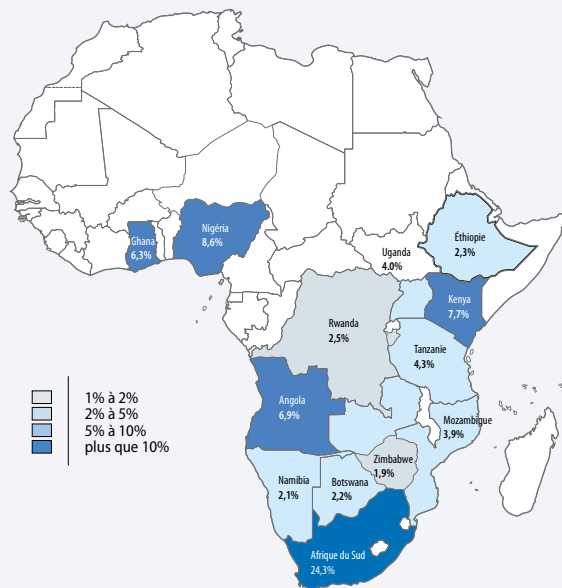 Nigéria
8,6%
Ghana
6,3%
Éthiopie
2,3%
Uganda
4.0%
Kenya
7,7%
Rwanda
2,5%
Tanzanie
4,3%
Angola
6,9%
Mozambique
3,9%
Zimbabwe
1,9%
Namibia
2,1%
Botswana
2,2%
Afrique du Sud
24,3%
1% à 2%
2% à 5%
5% à 10%
plus que 10%